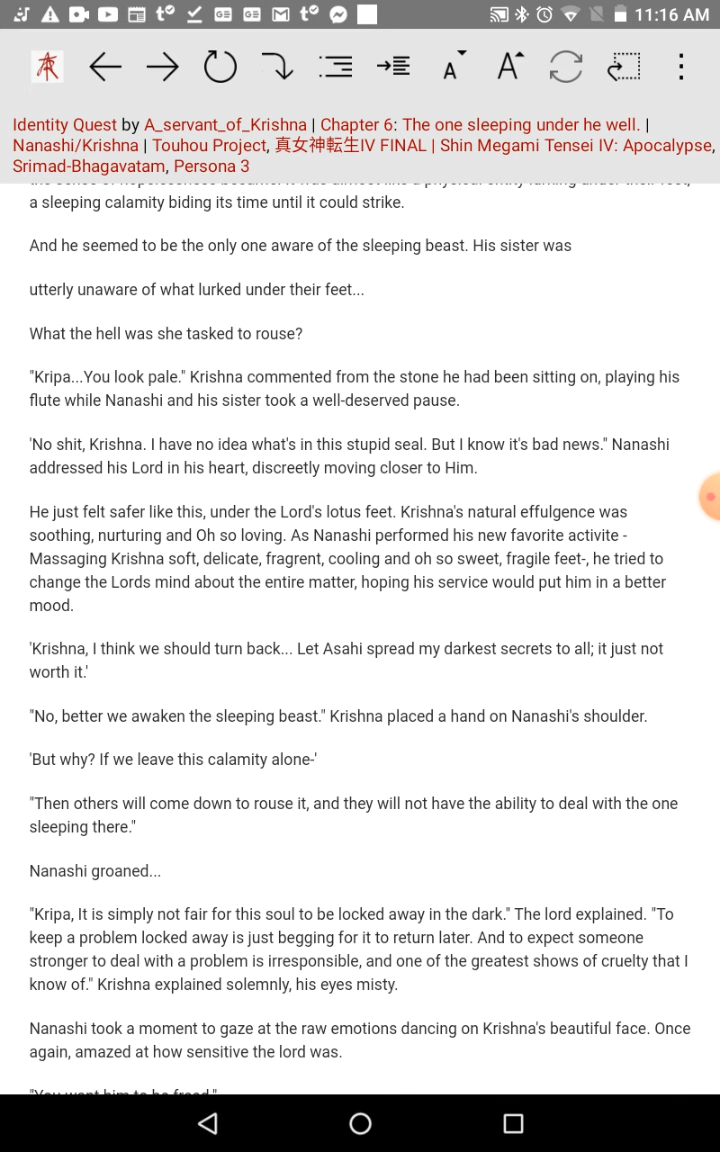 11:16 AM
Identity Quest by A_servant_of_Krishna | Chapter 6: The one sleeping under he well. |
Nanashi/Krishna | Touhou Project, 真女神転生IV FINAL | Shin Megami Tensei IV: Apocalypse,
Srimad-Bhagavatam, Persona 3
a sleeping calamity biding its time until it could strike.
And he seemed to be the only one aware of the sleeping beast. His sister was
utterly unaware of what lurked under their feet...
What the hell was she tasked to rouse?
"Kripa...You look pale." Krishna commented from the stone he had been sitting on, playing his
flute while Nanashi and his sister took a well-deserved pause.
'No shit, Krishna. I have no idea what's in this stupid seal. But I know it's bad news." Nanashi
addressed his Lord in his heart, discreetly moving closer to Him.
He just felt safer like this, under the Lord's lotus feet. Krishna's natural effulgence was
soothing, nurturing and Oh so loving. As Nanashi performed his new favorite activite -
Massaging Krishna soft, delicate, fragrent, cooling and oh so sweet, fragile feet-, he tried to
change the Lords mind about the entire matter, hoping his service would put him in a better
mood.
'Krishna, I think we should turn back... Let Asahi spread my darkest secrets to all; it just not
worth it.'
"No, better we awaken the sleeping beast." Krishna placed a hand on Nanashi's shoulder.
'But why? If we leave this calamity alone-'
"Then others will come down to rouse it, and they will not have the ability to deal with the one
sleeping there."
Nanashi groaned...
"Kripa, It is simply not fair for this soul to be locked away in the dark." The lord explained. "To
keep a problem locked away is just begging for it to return later. And to expect someone
stronger to deal with a problem is irresponsible, and one of the greatest shows of cruelty that I
know of." Krishna explained solemnly, his eyes misty.
Nanashi took a moment to gaze at the raw emotions dancing on Krishna's beautiful face. Once
again, amazed at how sensitive the lord was.
"You want him to be freed."